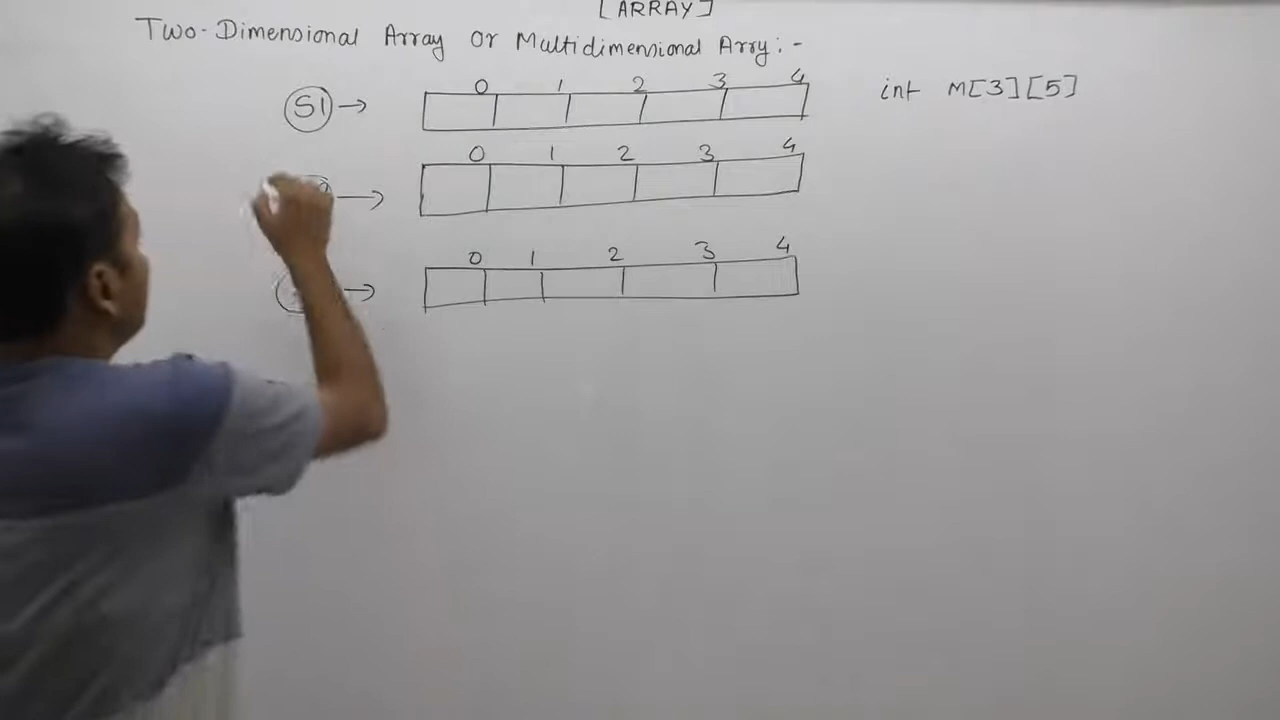 [ARRAY]
Two-Dimensional Array Or Multidimensional Arry:-
S1 → 0 1 2 3 4 int M[3][5]
→ 0 1 2 3 4
→ 0 1 2 3 4